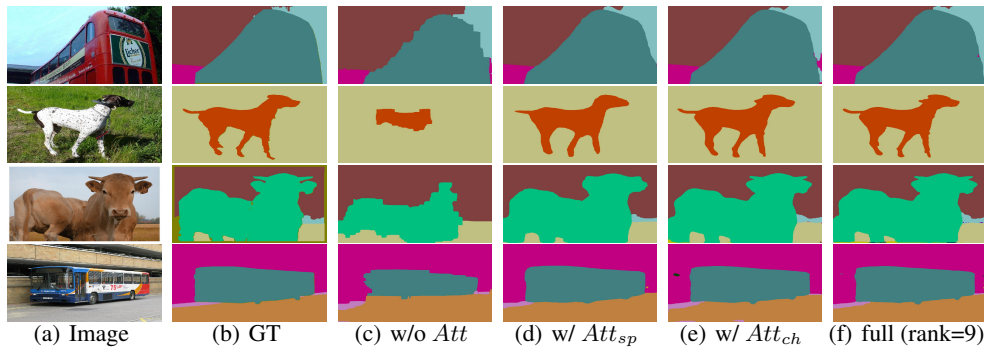 (a) Image
(b) GT
(c) w/o Att
(d) w/ Att_sp
(e) w/ Att_ch
(f) full (rank=9)